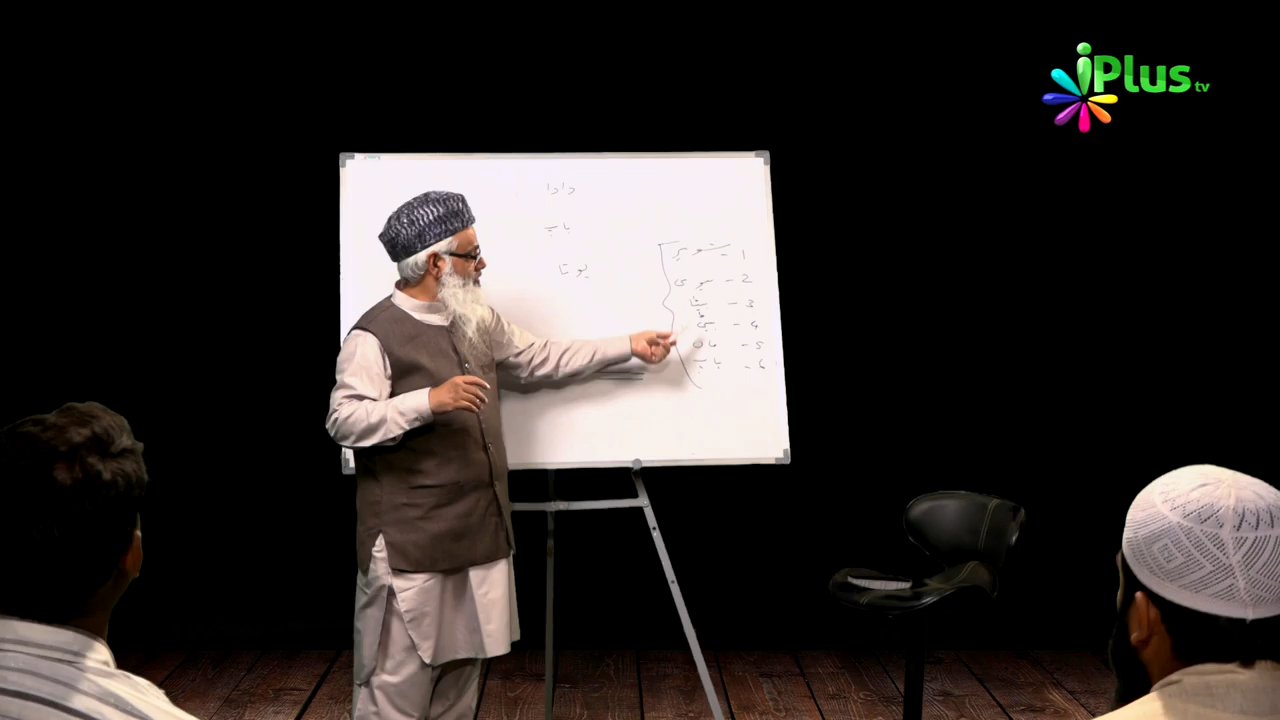 iPlus tv
دادا
باپ
پوتا
1 - شوہر
2 - بیوی
3 - بیٹا
4 - بیٹی
5 - ماں
6 - باپ